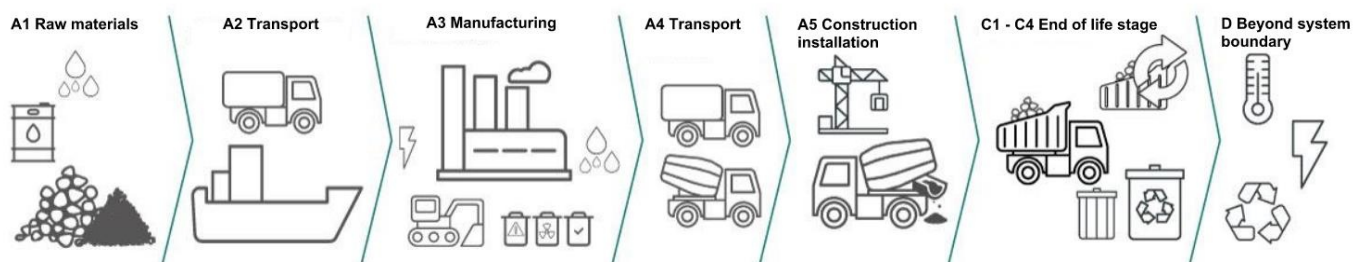 A1 Raw materials
A2 Transport
A3 Manufacturing
A4 Transport
A5 Construction
installation
C1 - C4 End of life stage
D Beyond system
boundary